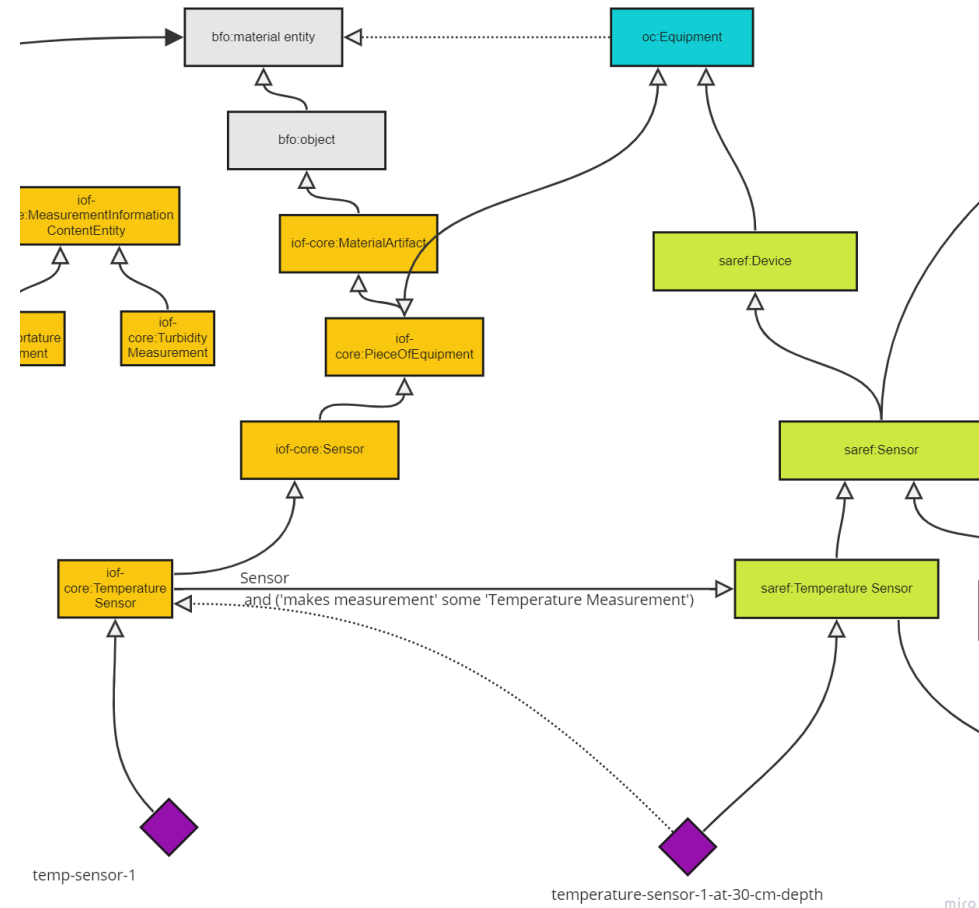 bfo:material entity
oc:Equipment
bfo:object
iof-
e:MeasurementInformation
ContentEntity
iof-core:MaterialArtifact
saref:Device
rtature
ment
iof-
core:Turbidity
Measurement
iof-
core:PieceOfEquipment
iof-core:Sensor
saref:Sensor
iof-
core:Temperature
Sensor
Sensor
and ('makes measurement' some 'Temperature Measurement')
saref:Temperature Sensor
temp-sensor-1
temperature-sensor-1-at-30-cm-depth
miro